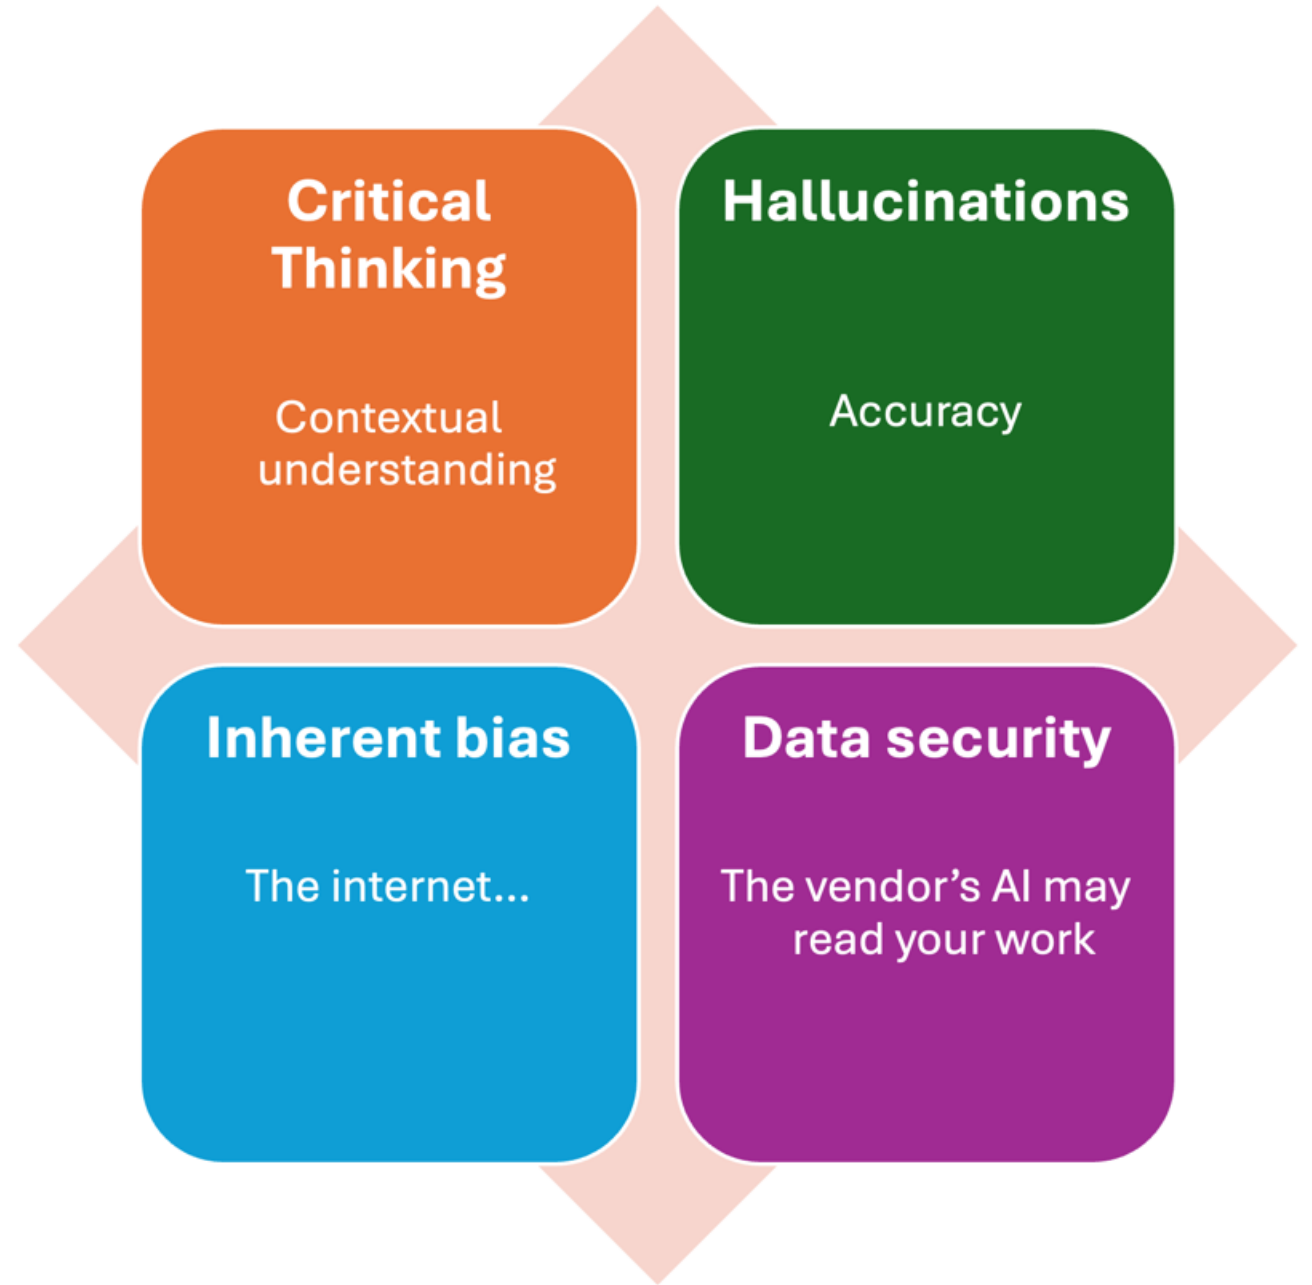 Critical
Thinking
Contextual
understanding
Hallucinations
Accuracy
Inherent bias
The internet...
Data security
The vendor’s AI may
read your work